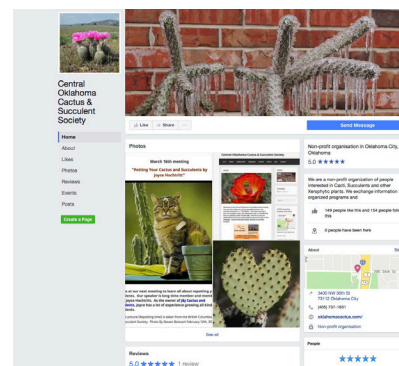 Central
Oklahoma
Cactus &
Succulent
Society
Home
About
Likes
Photos
Reviews
Events
Posts
Create a Page
Like
Share
Send Message
Photos
March 16th meeting
"Potting Your Cactus and Succulents by
Joyce Hochtritt"
Central Oklahoma Cactus & Succulent Society
See all
Reviews
5.0 ★★★★★ 1 review
Non-profit organisation in Oklahoma City,
Oklahoma
5.0 ★★★★★
We are a non-profit organization of people
interested in Cacti, Succulents and other
Xerophytic plants. We exchange information
organized programs and
149 people like this and 154 people
this
0 people have been here
About
3400 NW 36th St
73112 Oklahoma City
(405) 737-1831
oklahomacactus.com/
Non-profit organisation
People
★★★★★